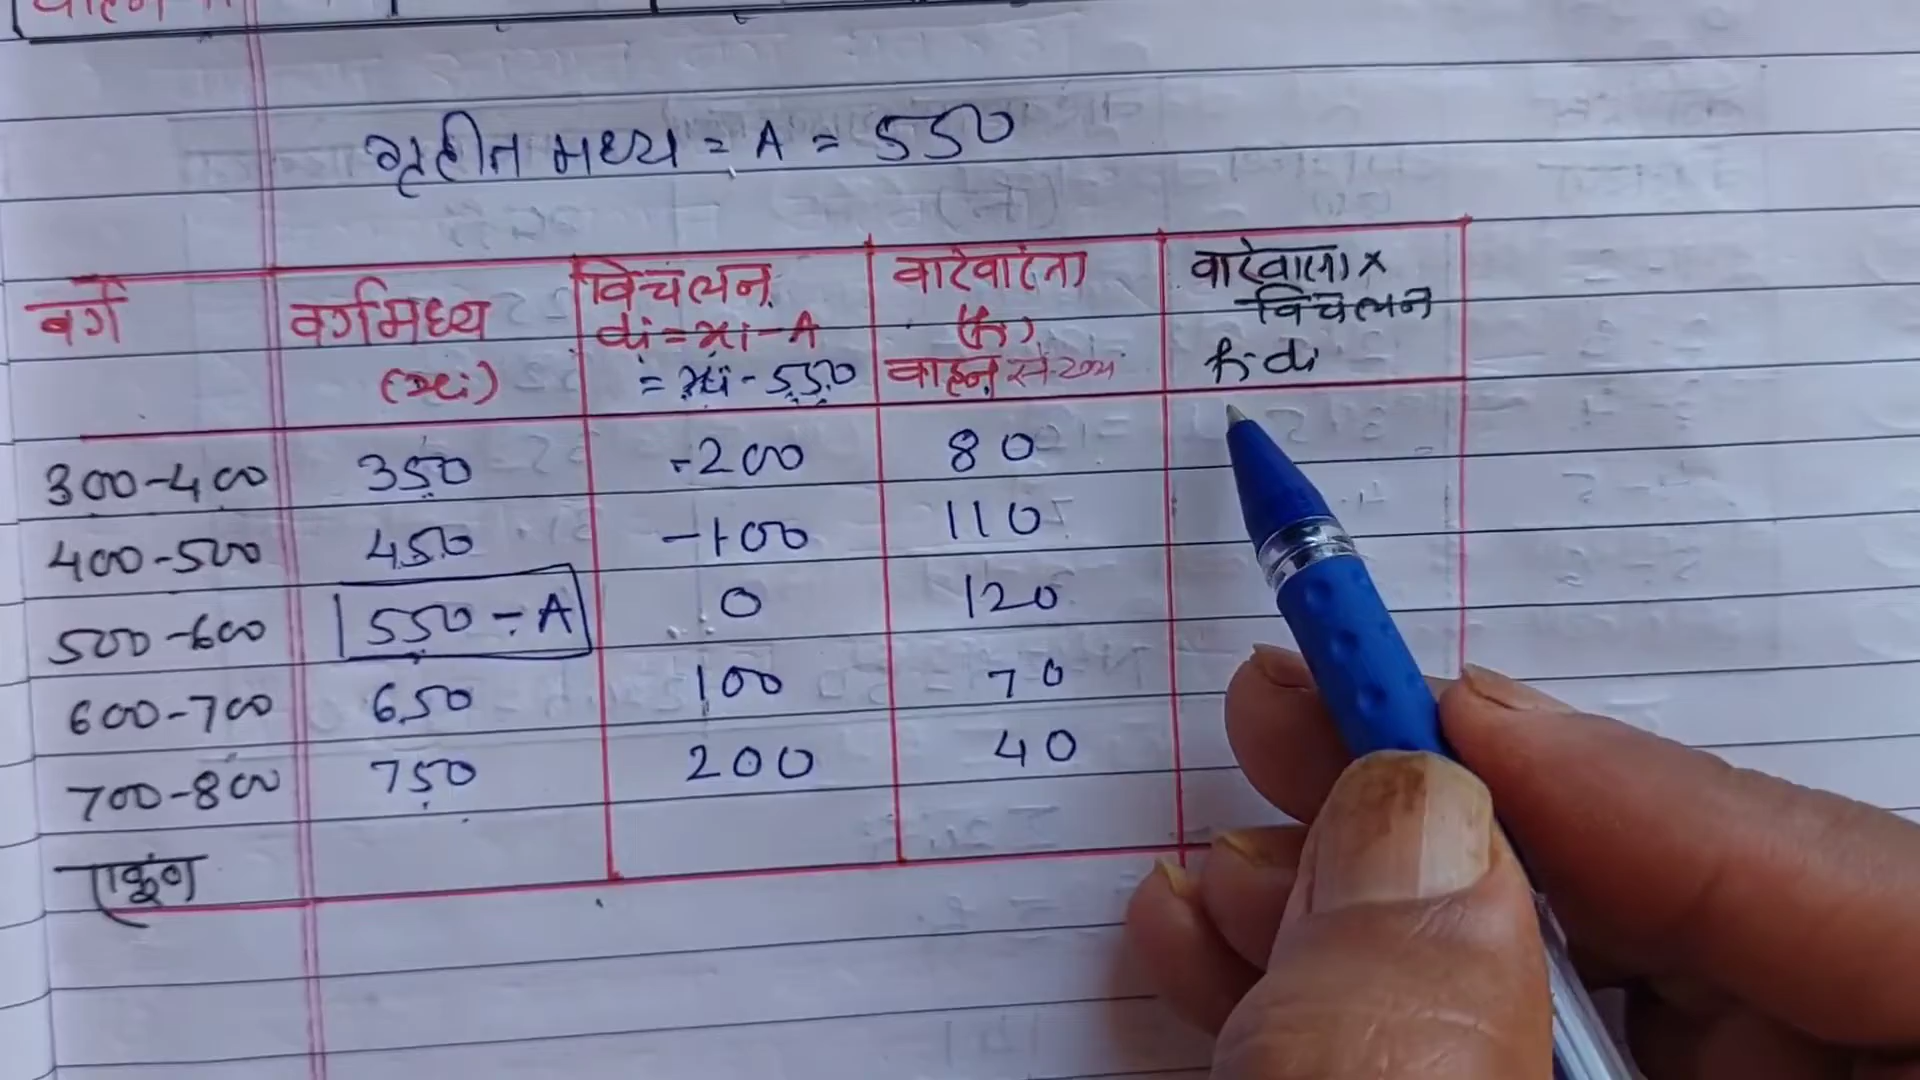 गृहीत मध्य = A = 550
वर्ग
वर्गमध्य
(xi)
विचलन
di = xi - A
= xi - 550
वारंवारता
(fi)
वाहन संख्या
वारंवारता ×
विचलन
fi-di
300-400 350 -200 80
400-500 450 -100 110
500-600 550 - A 0 120
600-700 650 100 70
700-800 750 200 40
एकूण